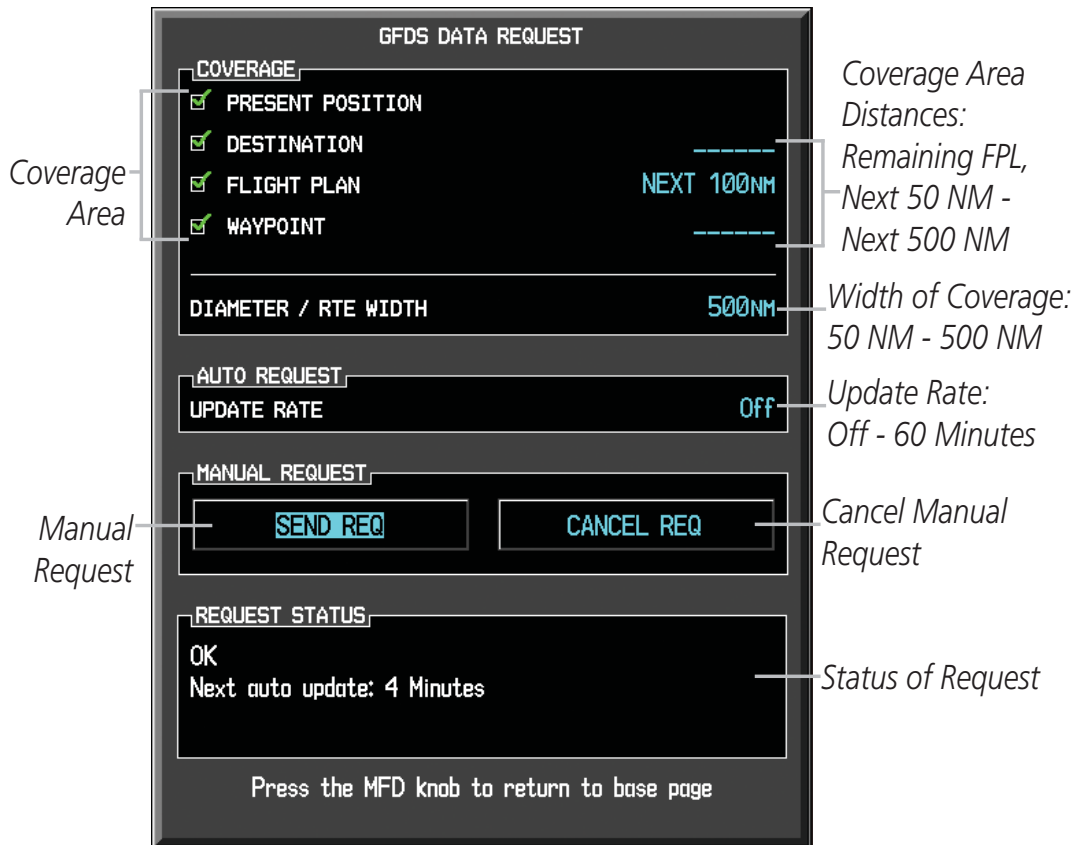 GFDS DATA REQUEST
COVERAGE
PRESENT POSITION
DESTINATION ______
FLIGHT PLAN NEXT 100NM
WAYPOINT ______
DIAMETER / RTE WIDTH 500NM
AUTO REQUEST
UPDATE RATE Off
MANUAL REQUEST
SEND REQ CANCEL REQ
REQUEST STATUS
OK
Next auto update: 4 Minutes
Press the MFD knob to return to base page
Coverage
Area
Manual
Request
Coverage Area
Distances:
Remaining FPL,
Next 50 NM -
Next 500 NM
Width of Coverage:
50 NM - 500 NM
Update Rate:
Off - 60 Minutes
Cancel Manual
Request
Status of Request